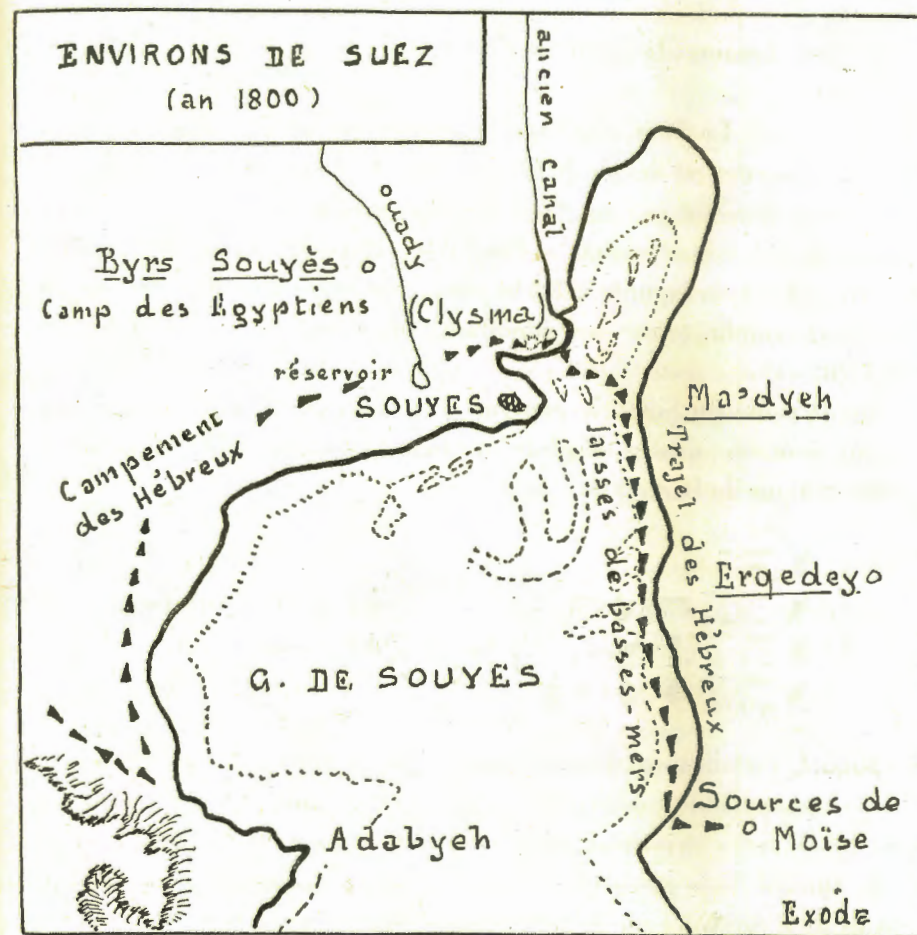 ENVIRONS DE SUEZ
(an 1800)
ancien canal
ouady
Byrs Souyès
Camp des Egyptiens
(Clysma)
réservoir
SOUYES
Campement
des Hébreux
Ma'dyeh
laisses de basses-mers
Trajet des Hébreux
Erqedey
G. DE SOUYES
Adabyeh
Sources de
Moïse
Exode